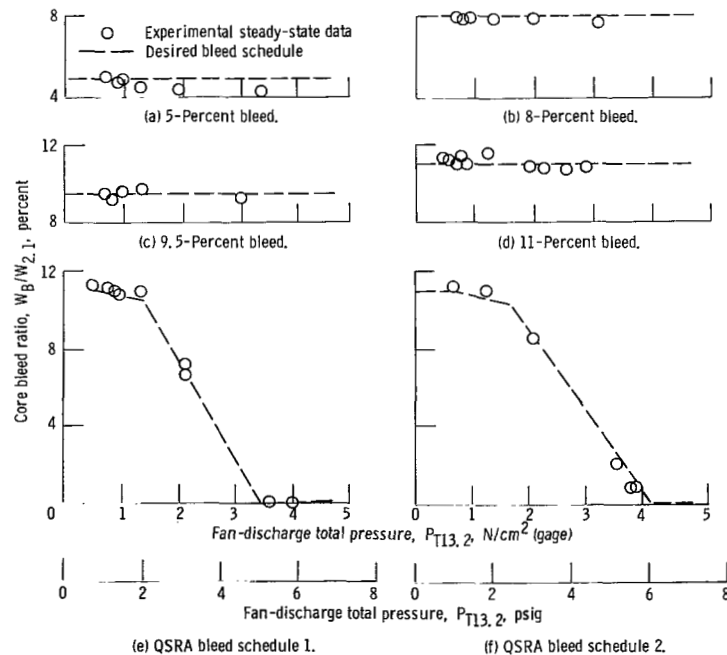 8
Experimental steady-state data
Desired bleed schedule
4
(a) 5-Percent bleed.
8
4
(b) 8-Percent bleed.
12
8
(c) 9.5-Percent bleed.
(d) 11-Percent bleed.
Core bleed ratio, W_B/W_2.1, percent
12
8
4
0 1 2 3 4 5
0 1 2 3 4 5
Fan-discharge total pressure, P_T13.2, N/cm² (gage)
0 2 4 6 8
0 2 4 6 8
Fan-discharge total pressure, P_T13.2, psig
(e) QSRA bleed schedule 1.
(f) QSRA bleed schedule 2.